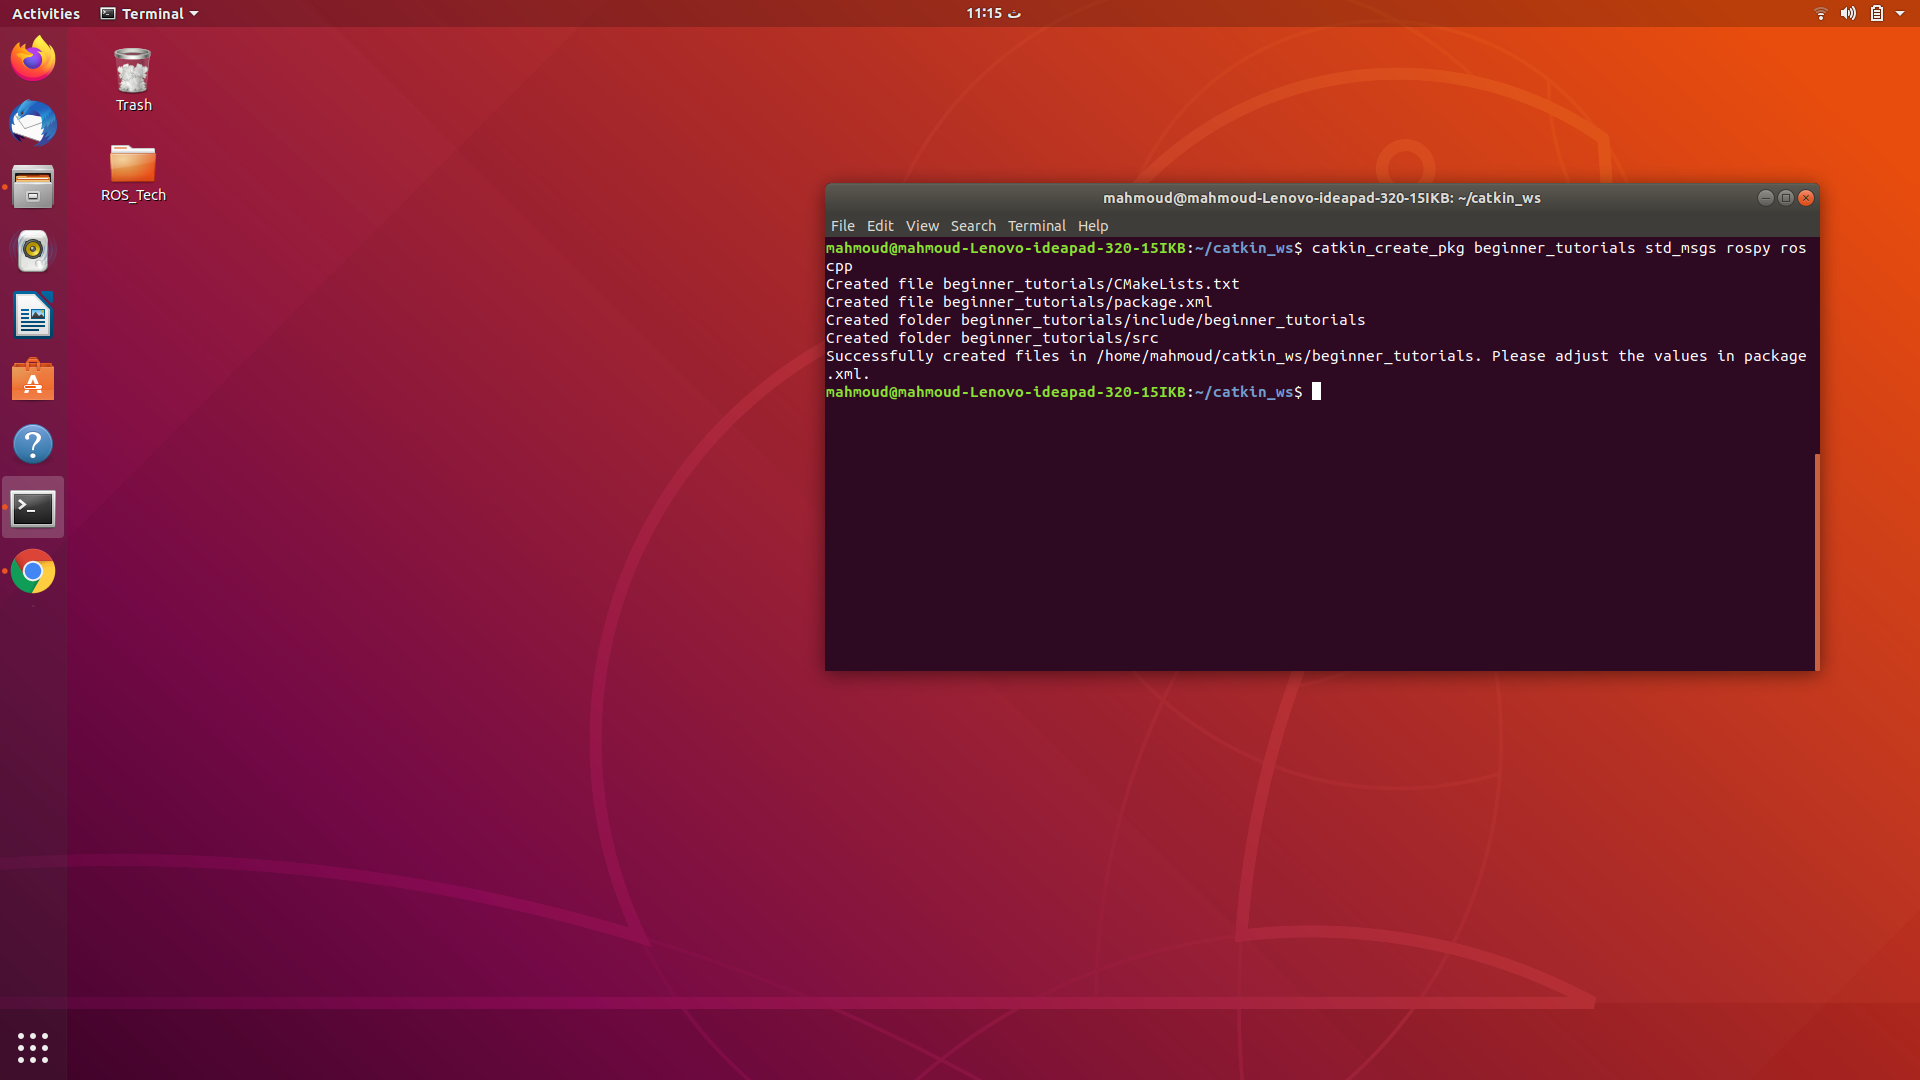 Activities
Terminal
11:15 ث
Trash
ROS_Tech
mahmoud@mahmoud-Lenovo-ideapad-320-15IKB: ~/catkin_ws
File Edit View Search Terminal Help
mahmoud@mahmoud-Lenovo-ideapad-320-15IKB:~/catkin_ws$ catkin_create_pkg beginner_tutorials std_msgs rospy ros
cpp
Created file beginner_tutorials/CMakeLists.txt
Created file beginner_tutorials/package.xml
Created folder beginner_tutorials/include/beginner_tutorials
Created folder beginner_tutorials/src
Successfully created files in /home/mahmoud/catkin_ws/beginner_tutorials. Please adjust the values in package
.xml.
mahmoud@mahmoud-Lenovo-ideapad-320-15IKB:~/catkin_ws$